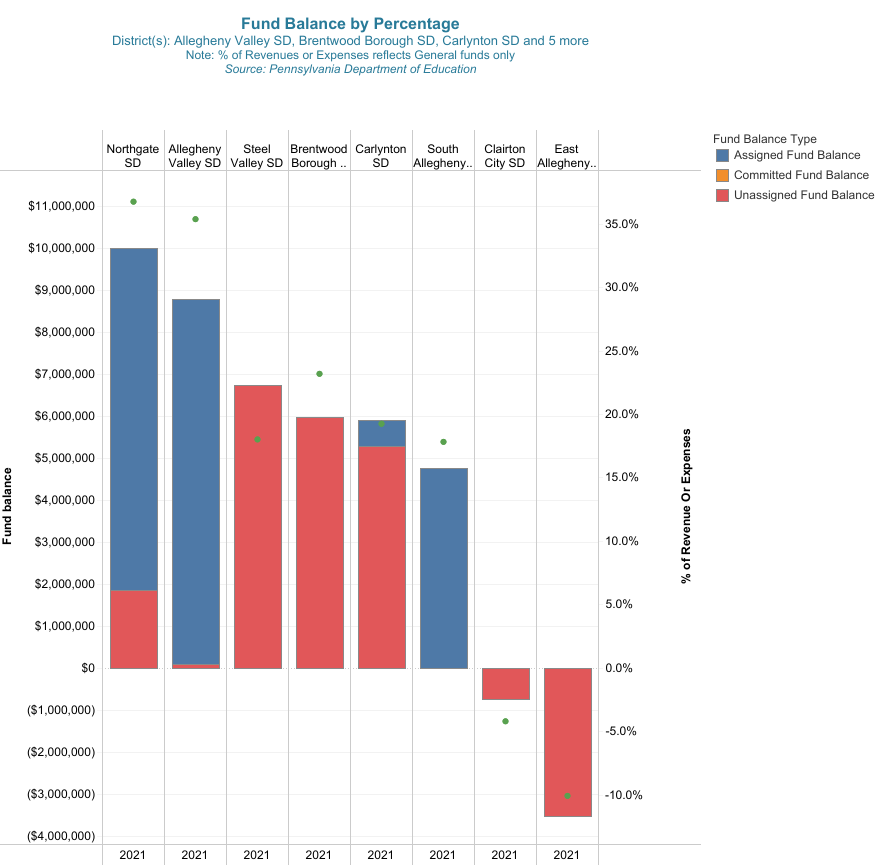 Fund Balance by Percentage
District(s): Allegheny Valley SD, Brentwood Borough SD, Carlynton SD and 5 more
Note: % of Revenues or Expenses reflects General funds only
Source: Pennsylvania Department of Education
Fund Balance Type
Assigned Fund Balance
Committed Fund Balance
Unassigned Fund Balance
Northgate
SD
Allegheny
Valley SD
Steel
Valley SD
Brentwood
Borough ..
Carlynton
SD
South
Allegheny..
Clairton
City SD
East
Allegheny..
Fund balance
$11,000,000
$10,000,000
$9,000,000
$8,000,000
$7,000,000
$6,000,000
$5,000,000
$4,000,000
$3,000,000
$2,000,000
$1,000,000
$0
($1,000,000)
($2,000,000)
($3,000,000)
($4,000,000)
35.0%
30.0%
25.0%
20.0%
15.0%
10.0%
5.0%
0.0%
-5.0%
-10.0%
% of Revenue Or Expenses
2021
2021
2021
2021
2021
2021
2021
2021